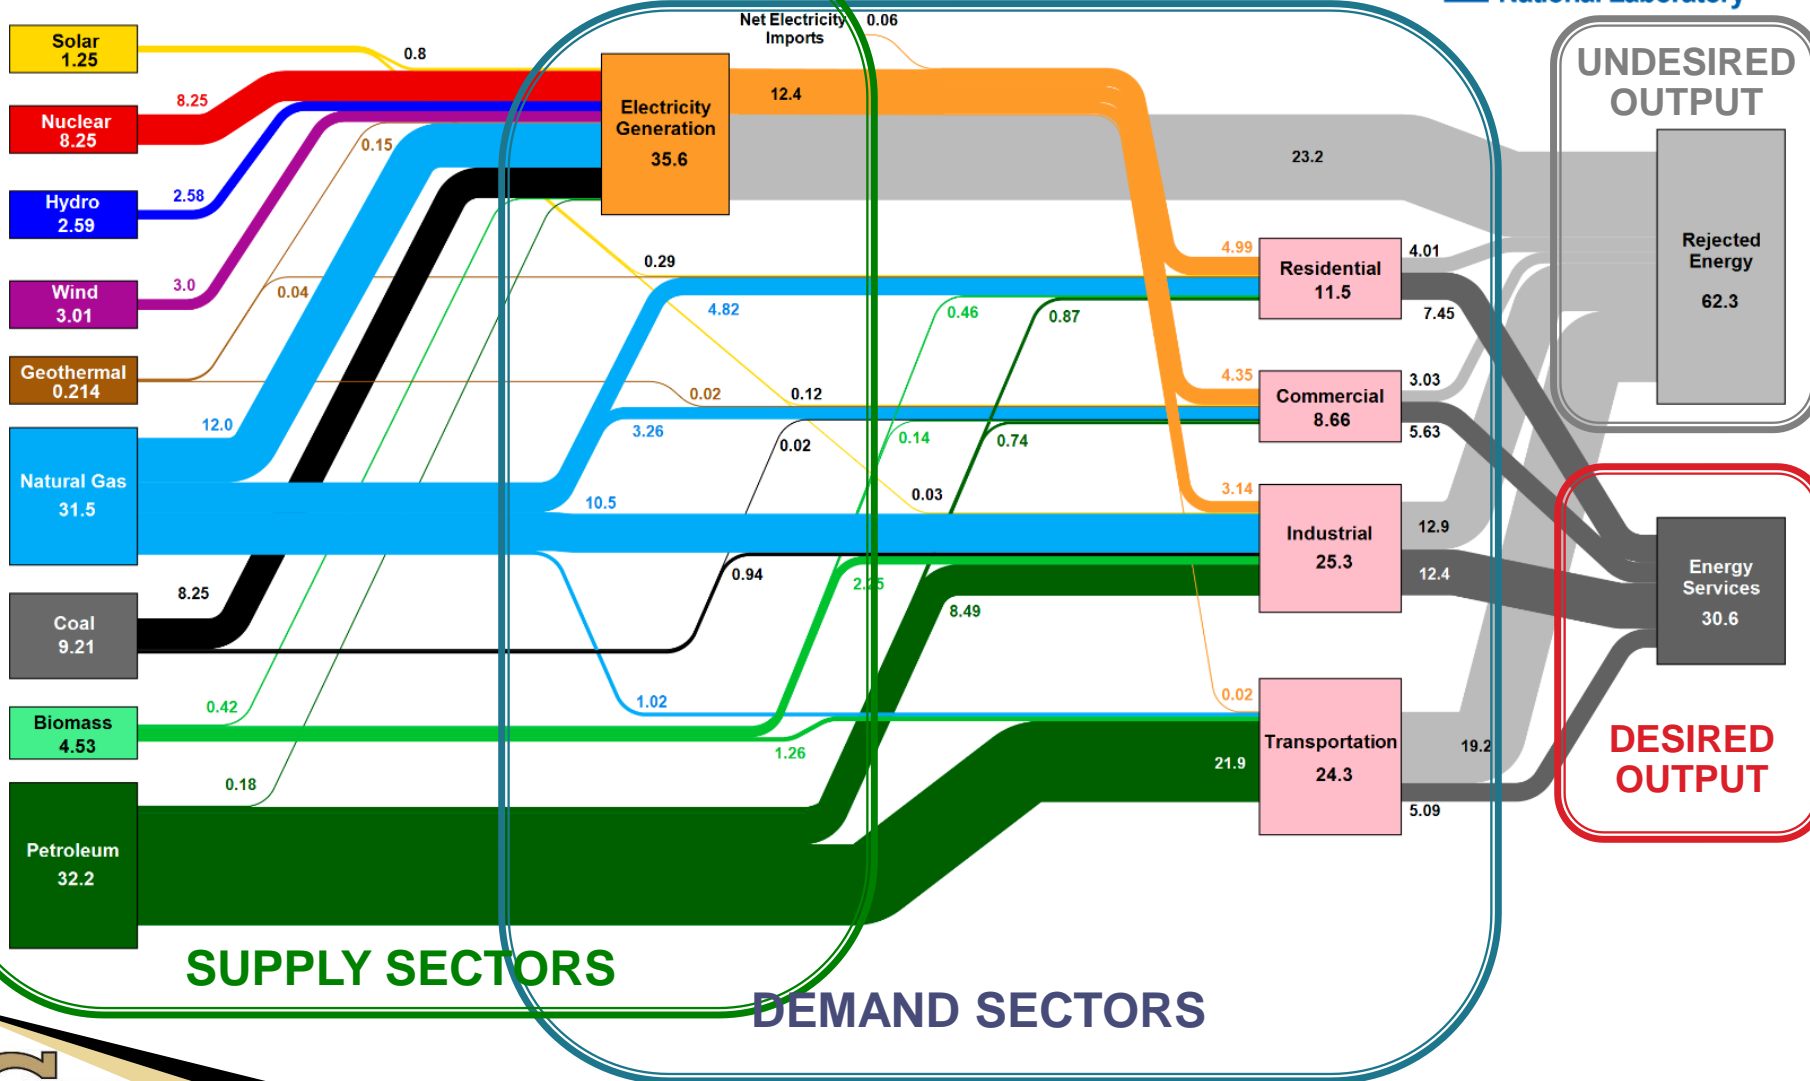 National Laboratory
Net Electricity
Imports
0.06
Solar
1.25
0.8
Nuclear
8.25
8.25
Hydro
2.59
2.58
Wind
3.01
3.0
Geothermal
0.214
0.15
0.04
0.02
Natural Gas
31.5
12.0
4.82
3.26
10.5
1.02
Coal
9.21
8.25
0.02
0.94
Biomass
4.53
0.42
0.46
0.14
2.25
1.26
Petroleum
32.2
0.18
0.87
0.74
8.49
21.9
0.29
0.12
0.03
Electricity
Generation
35.6
12.4
23.2
4.99
4.35
3.14
0.02
Residential
11.5
4.01
7.45
Commercial
8.66
3.03
5.63
Industrial
25.3
12.9
12.4
Transportation
24.3
19.2
5.09
UNDESIRED
OUTPUT
Rejected
Energy
62.3
Energy
Services
30.6
DESIRED
OUTPUT
SUPPLY SECTORS
DEMAND SECTORS